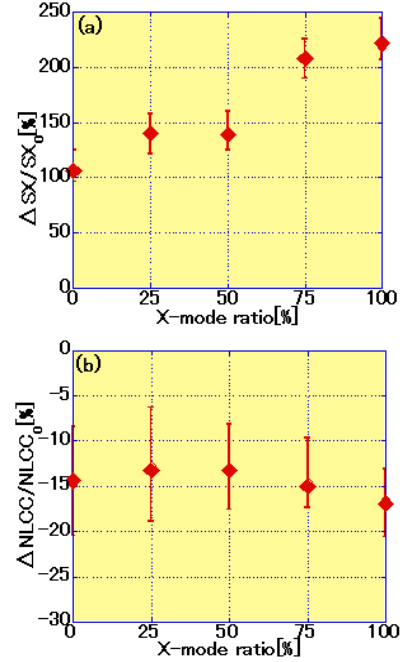 (a)
ΔSX/SX₀[%]
250
200
150
100
50
0
0 25 50 75 100
X-mode ratio[%]
(b)
ΔNLCC/NLCC₀[%]
0
-5
-10
-15
-20
-25
-30
0 25 50 75 100
X-mode ratio[%]